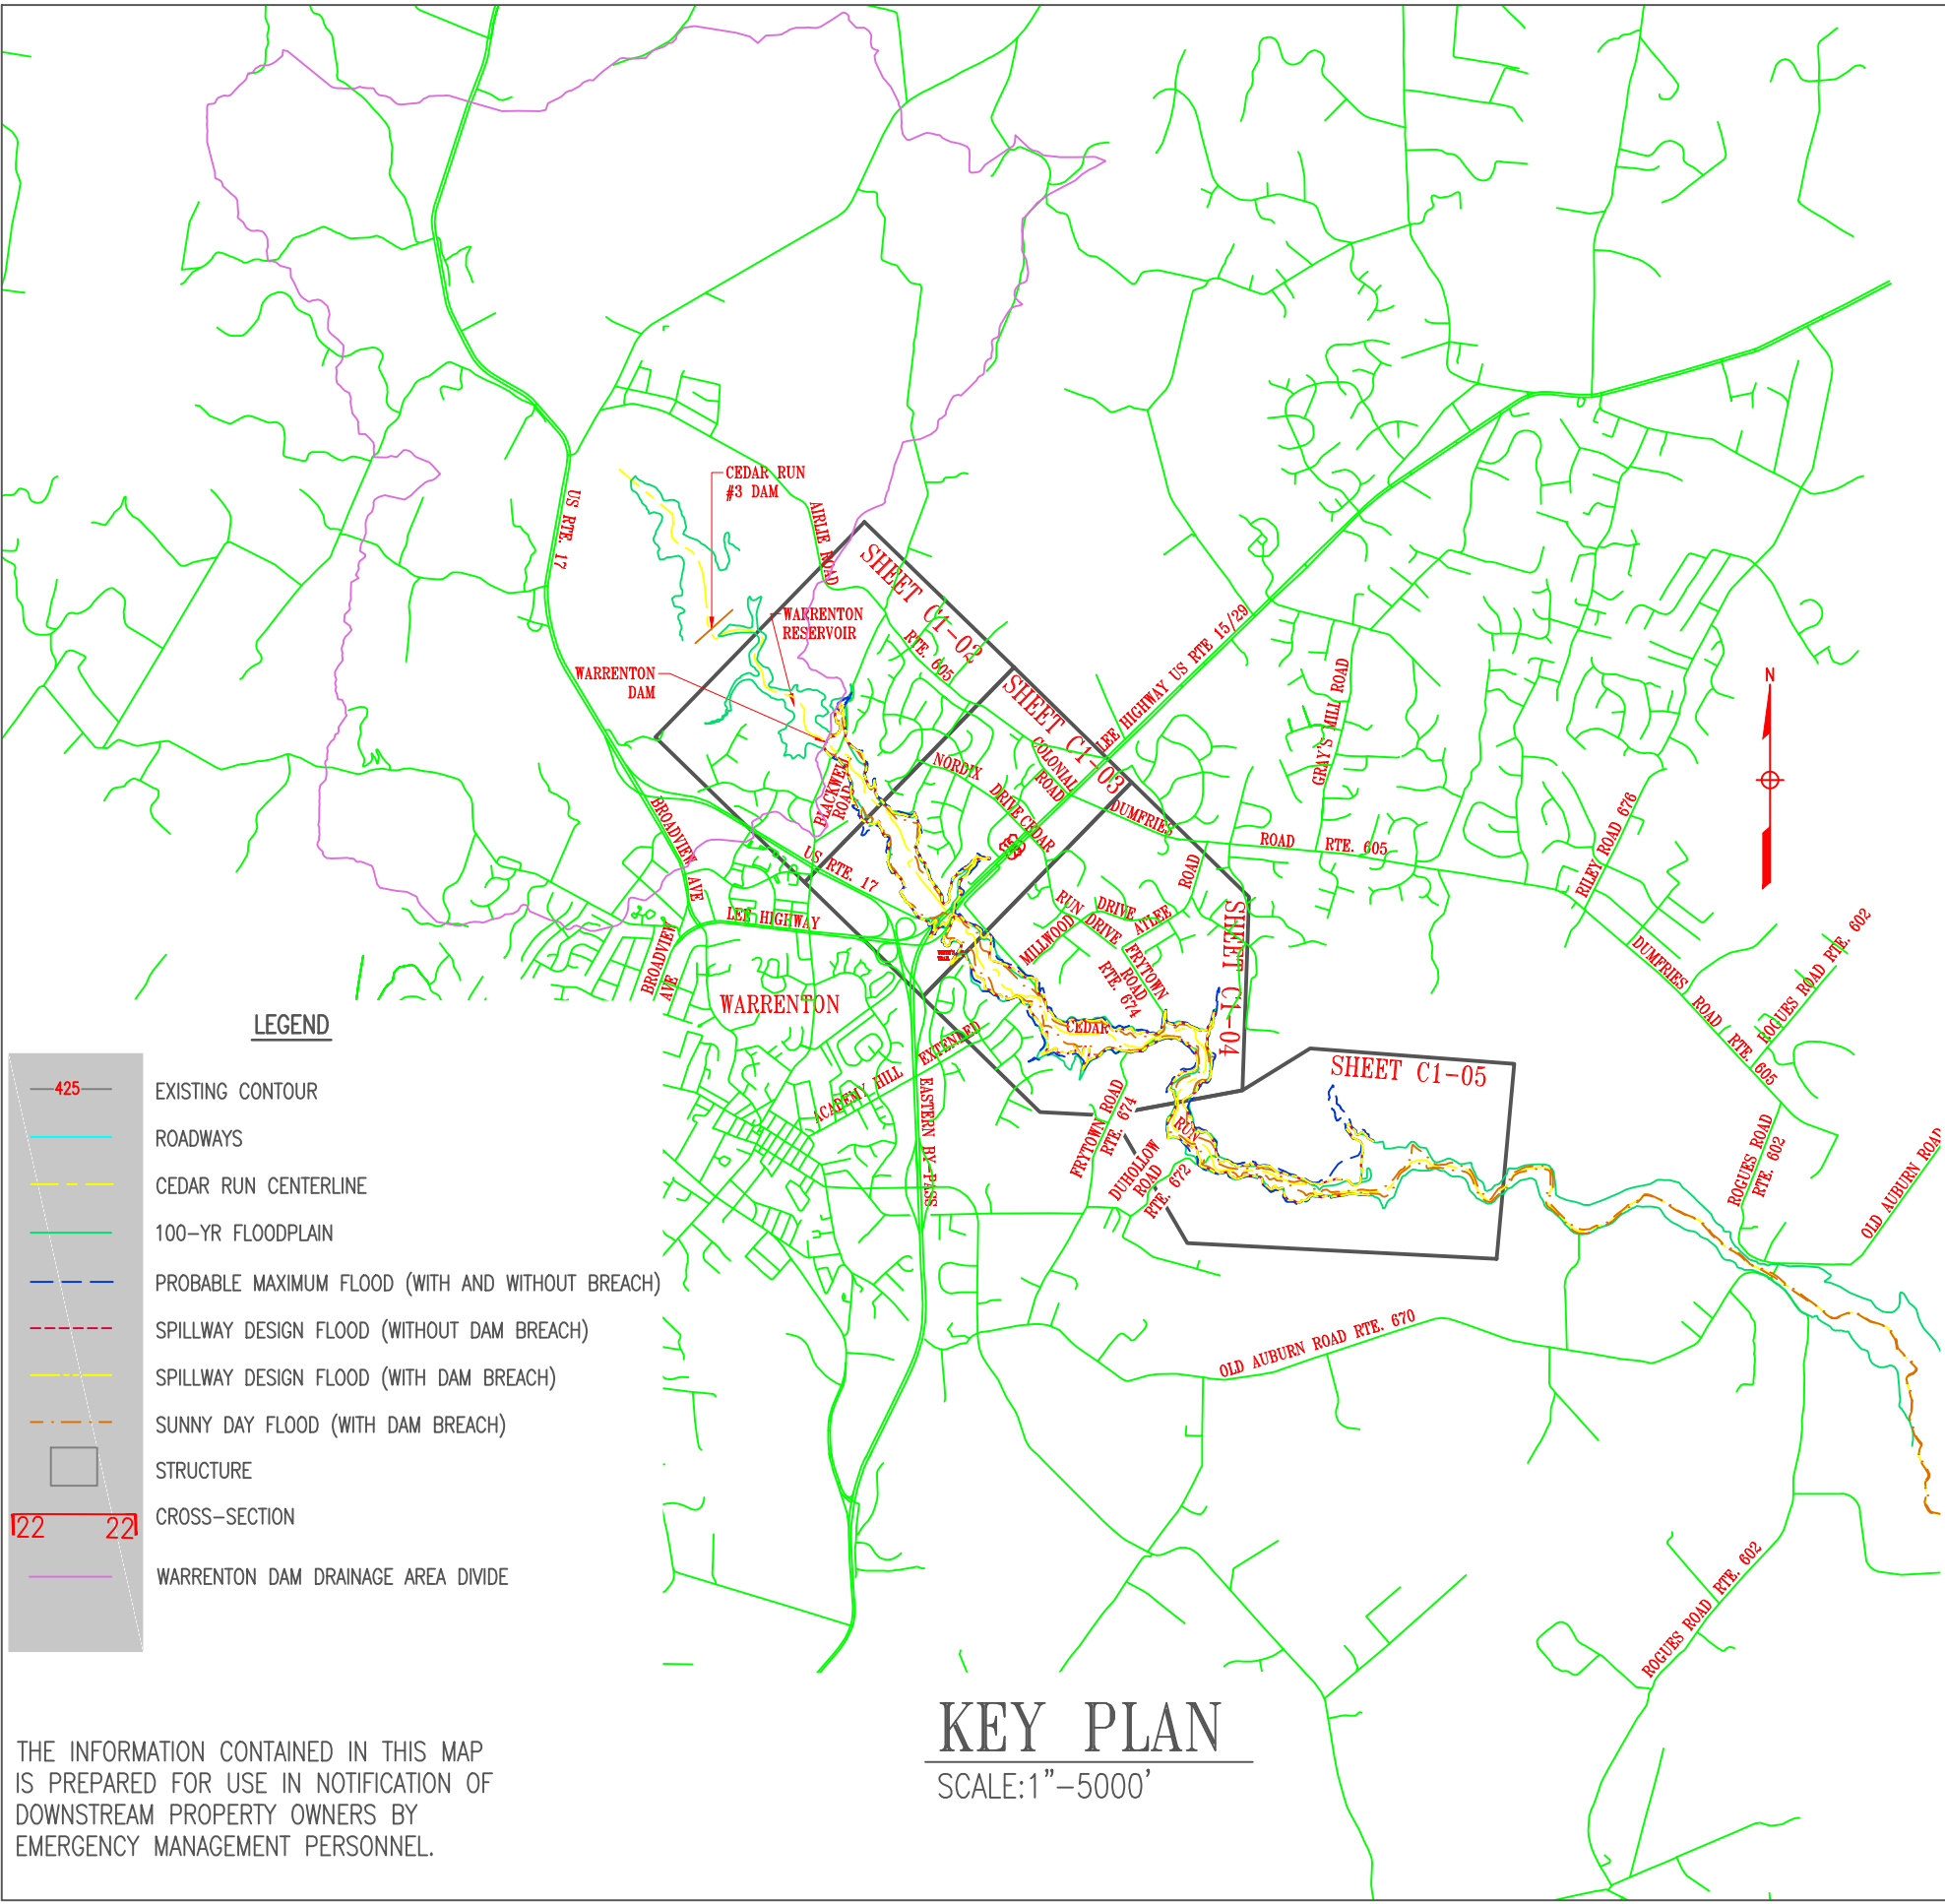 CEDAR RUN
#3 DAM
US RTE. 17
AIRLIE ROAD
SHEET C1-02
WARRENTON
RESERVOIR
RTE. 605
WARRENTON
DAM
SHEET C1-03
LEE HIGHWAY US RTE 15/29
GRAY'S MILL ROAD
N
BLACKWELL
ROAD
NORDIX DRIVE
COLONIAL
ROAD
DUMFRIES ROAD RTE. 605
BROADVIEW AVE
US RTE. 17
CEDAR RUN DRIVE
RILEY ROAD 676
LEE HIGHWAY
BROADVIEW
AVE
MILLWOOD DRIVE
ATLEE ROAD
SHEET C1-04
FRYTOWN
ROAD
RTE. 674
DUMFRIES ROAD RTE. 605
ROGUES ROAD RTE. 602
WARRENTON
CEDAR
RUN
ACADEMY HILL EXTENDED
EASTERN BY-PASS
SHEET C1-05
FRYTOWN ROAD
RTE. 674
DUHOLLOW
ROAD
RTE. 672
ROGUES ROAD
RTE. 602
OLD AUBURN ROAD
OLD AUBURN ROAD RTE. 670
ROGUES ROAD RTE. 602
LEGEND
425
EXISTING CONTOUR
ROADWAYS
CEDAR RUN CENTERLINE
100-YR FLOODPLAIN
PROBABLE MAXIMUM FLOOD (WITH AND WITHOUT BREACH)
SPILLWAY DESIGN FLOOD (WITHOUT DAM BREACH)
SPILLWAY DESIGN FLOOD (WITH DAM BREACH)
SUNNY DAY FLOOD (WITH DAM BREACH)
STRUCTURE
22 22
CROSS-SECTION
WARRENTON DAM DRAINAGE AREA DIVIDE
KEY PLAN
SCALE:1"-5000'
THE INFORMATION CONTAINED IN THIS MAP
IS PREPARED FOR USE IN NOTIFICATION OF
DOWNSTREAM PROPERTY OWNERS BY
EMERGENCY MANAGEMENT PERSONNEL.